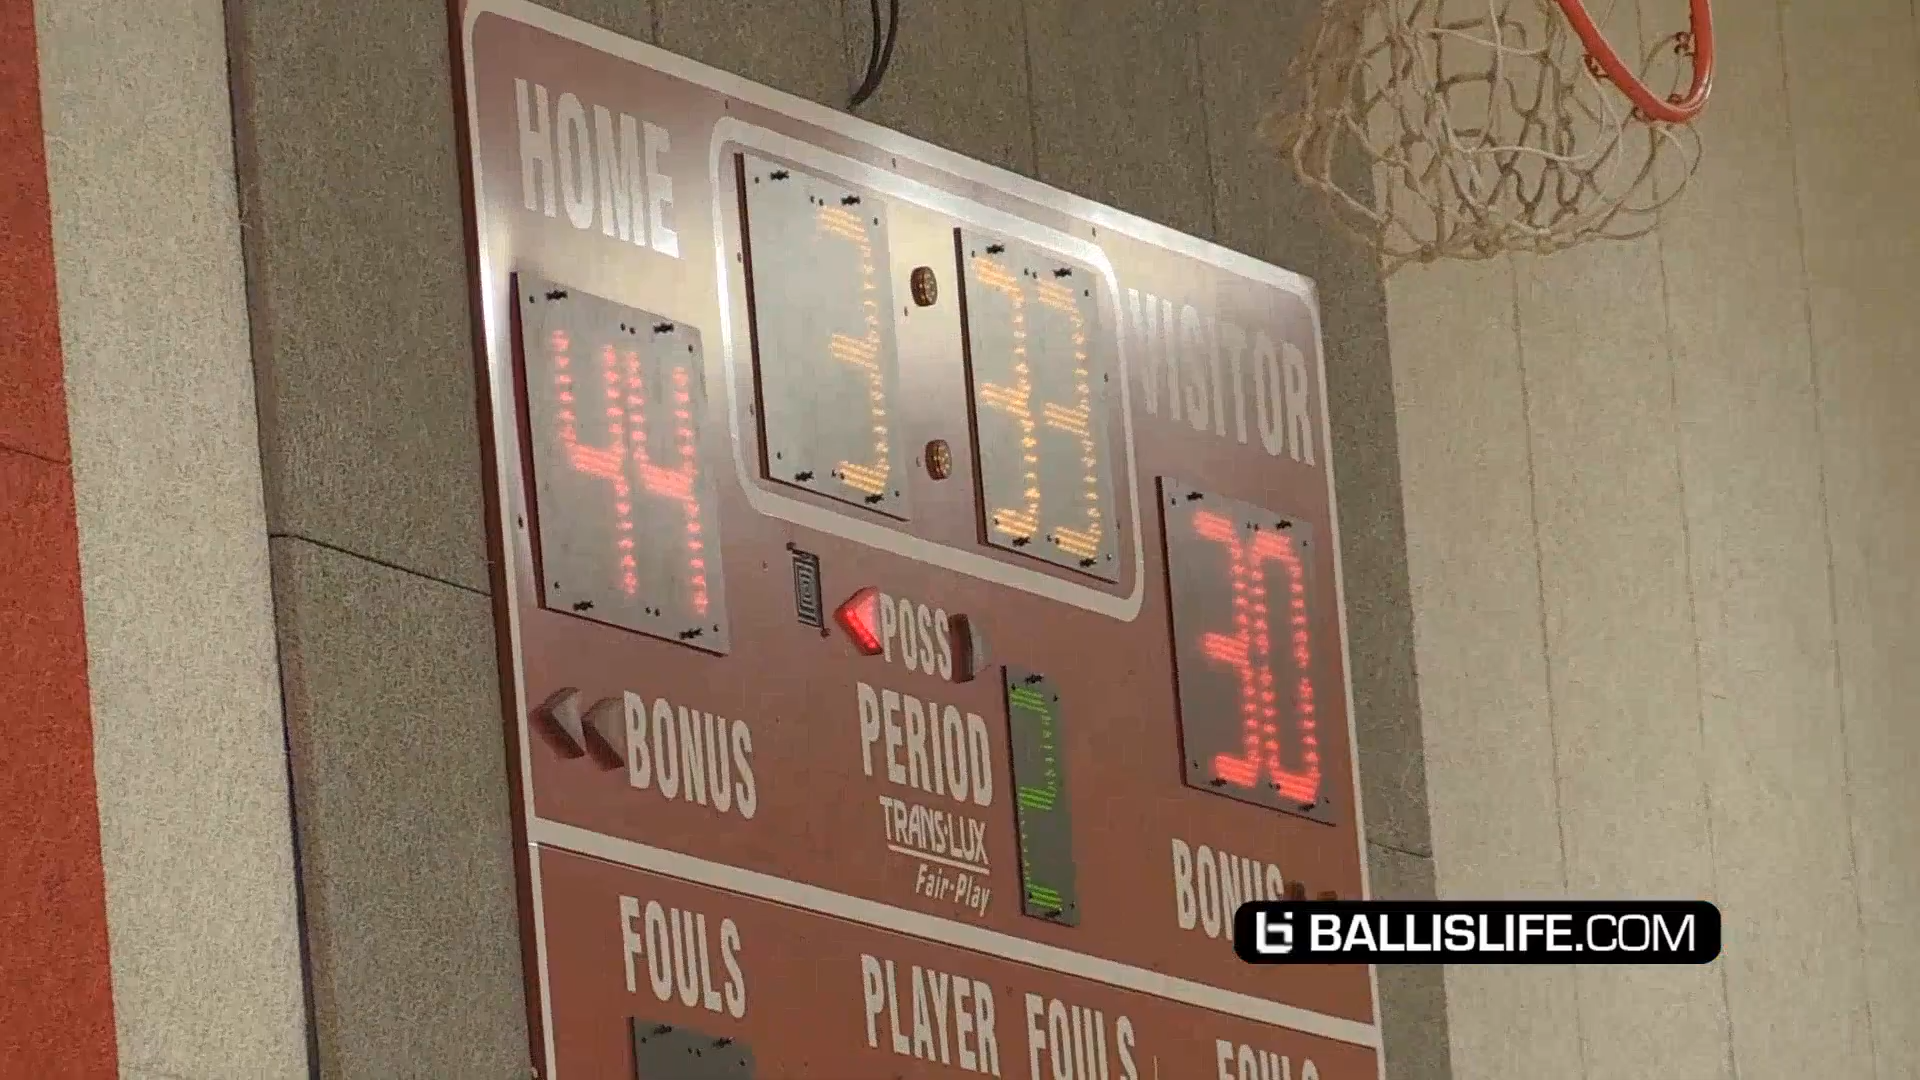 HOME
3:33
VISITOR
44
30
POSS
BONUS
PERIOD
2
TRANS-LUX
Fair-Play
BONUS
BALLISLIFE.COM
FOULS
PLAYER FOULS
FOULS